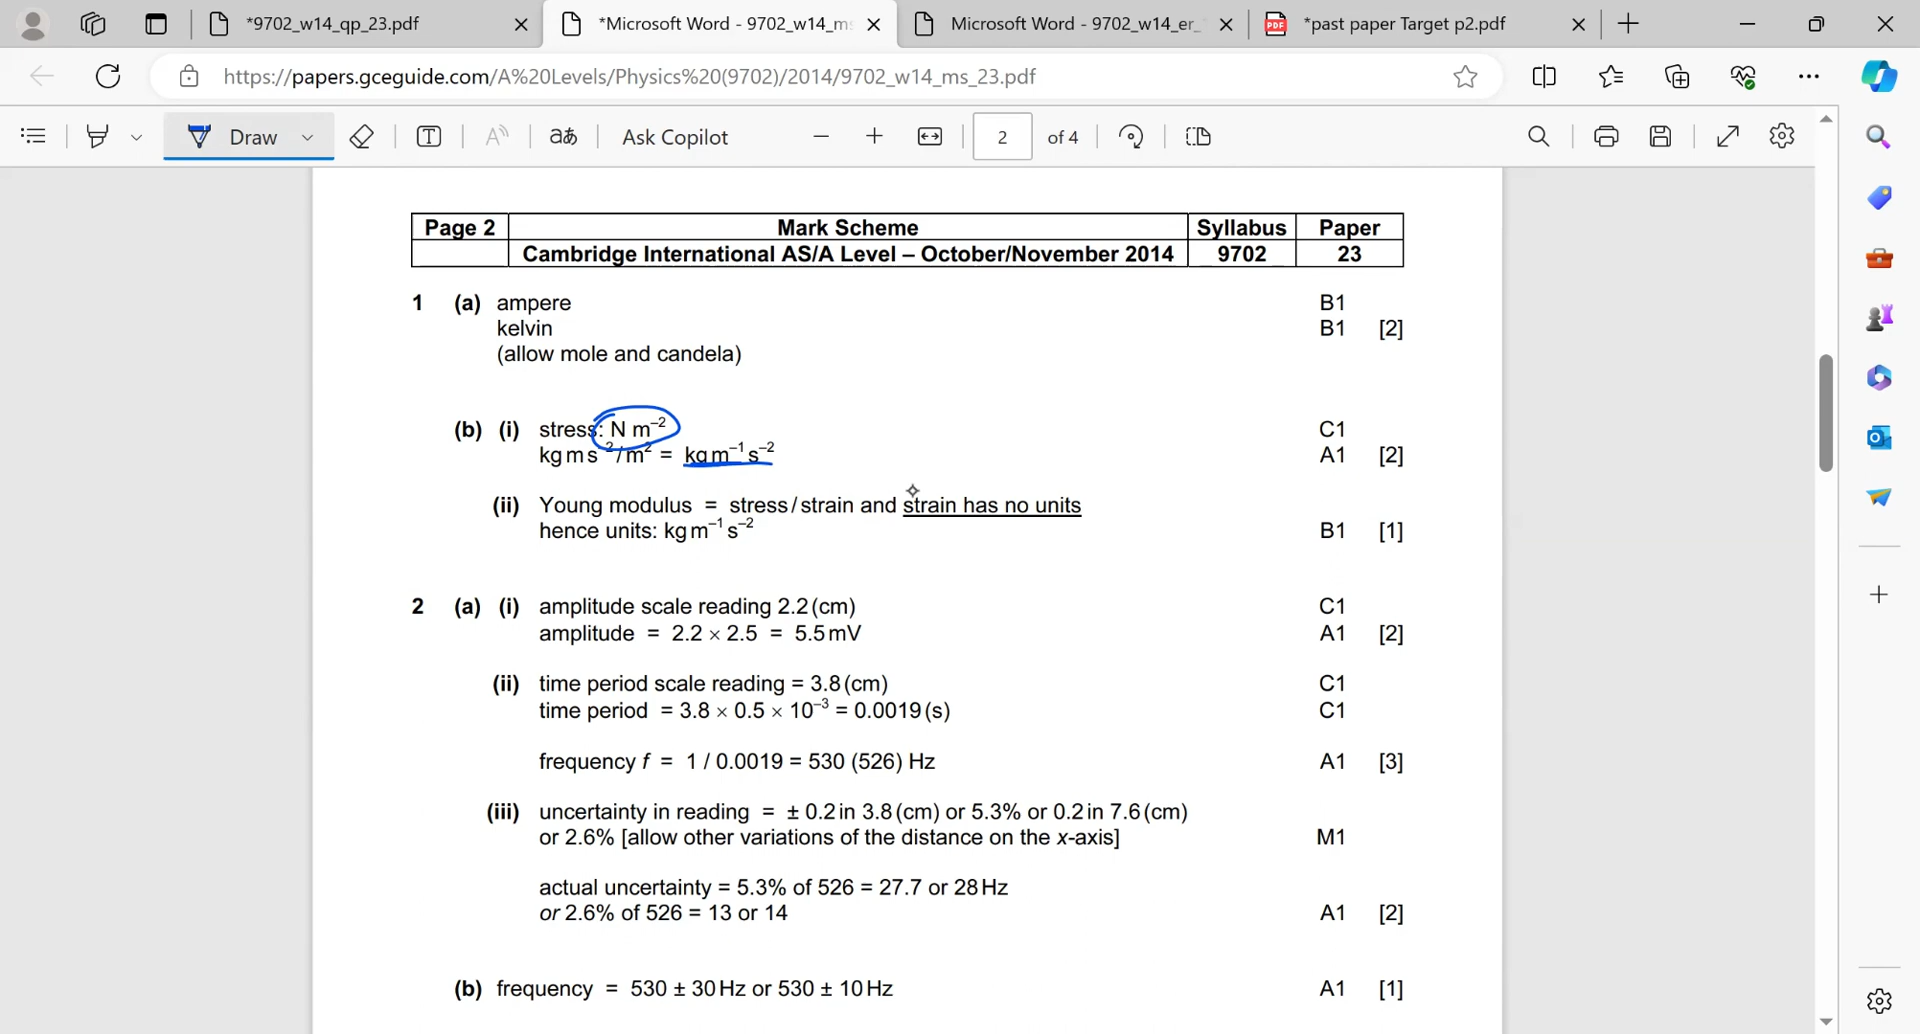 *9702_w14_qp_23.pdf
*Microsoft Word - 9702_w14_ms
Microsoft Word - 9702_w14_er_
*past paper Target p2.pdf
https://papers.gceguide.com/A%20Levels/Physics%20(9702)/2014/9702_w14_ms_23.pdf
Draw
aあ
Ask Copilot
2 of 4
Page 2 Mark Scheme Syllabus Paper
Cambridge International AS/A Level – October/November 2014 9702 23
1 (a) ampere B1
kelvin B1 [2]
(allow mole and candela)
(b) (i) stress: N m⁻² C1
kg m s⁻²/m² = kg m⁻¹ s⁻² A1 [2]
(ii) Young modulus = stress/strain and strain has no units
hence units: kg m⁻¹ s⁻² B1 [1]
2 (a) (i) amplitude scale reading 2.2 (cm) C1
amplitude = 2.2 × 2.5 = 5.5 mV A1 [2]
(ii) time period scale reading = 3.8 (cm) C1
time period = 3.8 × 0.5 × 10⁻³ = 0.0019 (s) C1
frequency f = 1 / 0.0019 = 530 (526) Hz A1 [3]
(iii) uncertainty in reading = ± 0.2 in 3.8 (cm) or 5.3% or 0.2 in 7.6 (cm)
or 2.6% [allow other variations of the distance on the x-axis] M1
actual uncertainty = 5.3% of 526 = 27.7 or 28 Hz
or 2.6% of 526 = 13 or 14 A1 [2]
(b) frequency = 530 ± 30 Hz or 530 ± 10 Hz A1 [1]